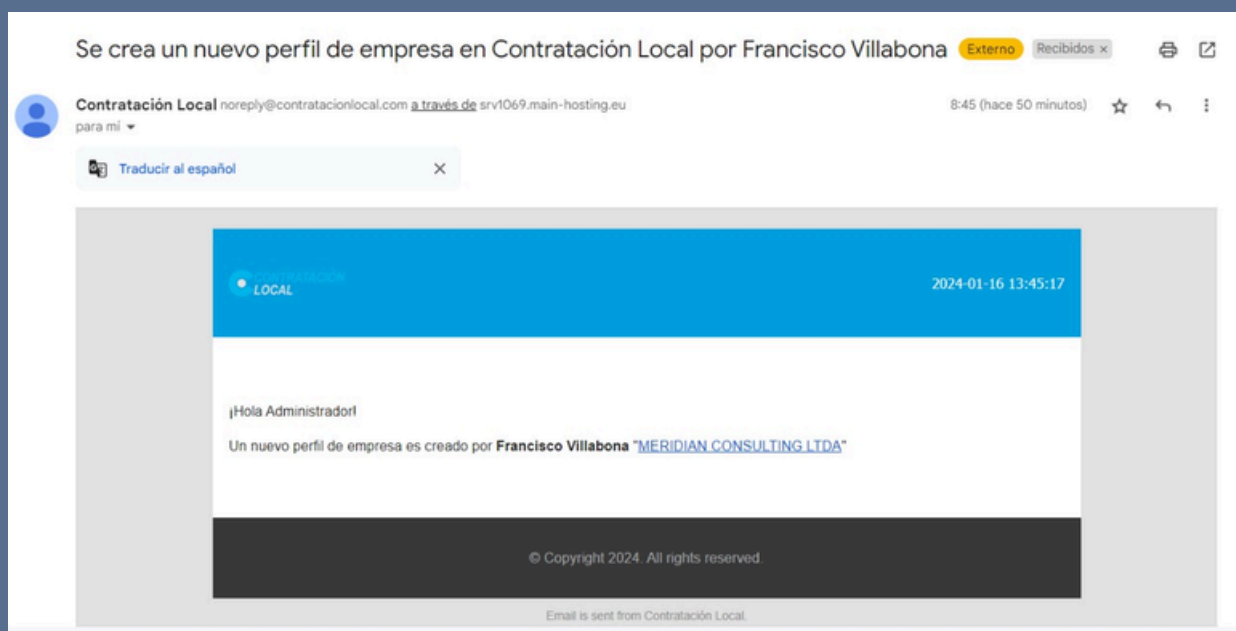 Se crea un nuevo perfil de empresa en Contratación Local por Francisco Villabona Externo Recibidos ×
Contratación Local noreply@contratacionlocal.com a través de srv1069.main-hosting.eu 8:45 (hace 50 minutos)
para mí
Traducir al español
CONTRATACIÓN
LOCAL
2024-01-16 13:45:17
¡Hola Administrador!
Un nuevo perfil de empresa es creado por Francisco Villabona "MERIDIAN CONSULTING LTDA"
© Copyright 2024. All rights reserved.
Email is sent from Contratación Local.